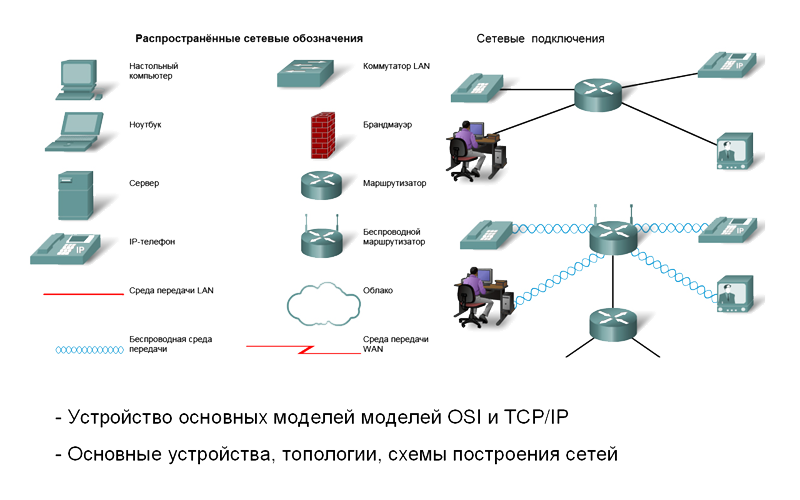 Распространённые сетевые обозначения
Сетевые подключения
Настольный
компьютер
Коммутатор LAN
Ноутбук
Брандмауэр
Сервер
Маршрутизатор
IP-телефон
Беспроводной
маршрутизатор
Среда передачи LAN
Облако
Беспроводная среда
передачи
Среда передачи
WAN
IP
IP
IP
- Устройство основных моделей моделей OSI и TCP/IP
- Основные устройства, топологии, схемы построения сетей